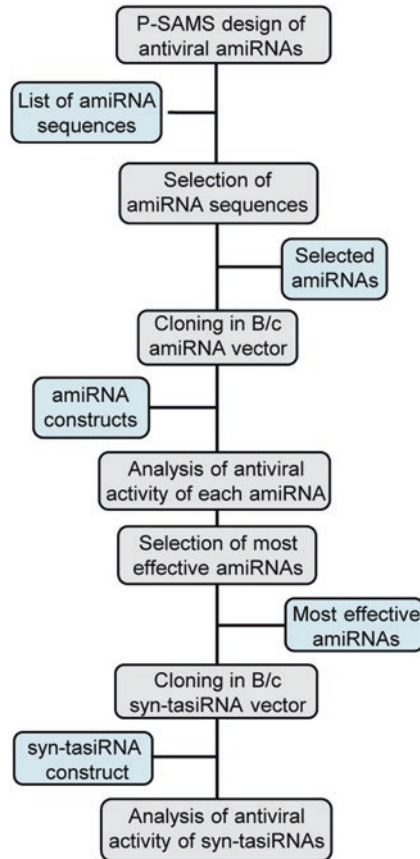 P-SAMS design of
antiviral amiRNAs
List of amiRNA
sequences
Selection of
amiRNA sequences
Selected
amiRNAs
Cloning in B/c
amiRNA vector
amiRNA
constructs
Analysis of antiviral
activity of each amiRNA
Selection of most
effective amiRNAs
Most effective
amiRNAs
Cloning in B/c
syn-tasiRNA vector
syn-tasiRNA
construct
Analysis of antiviral
activity of syn-tasiRNAs